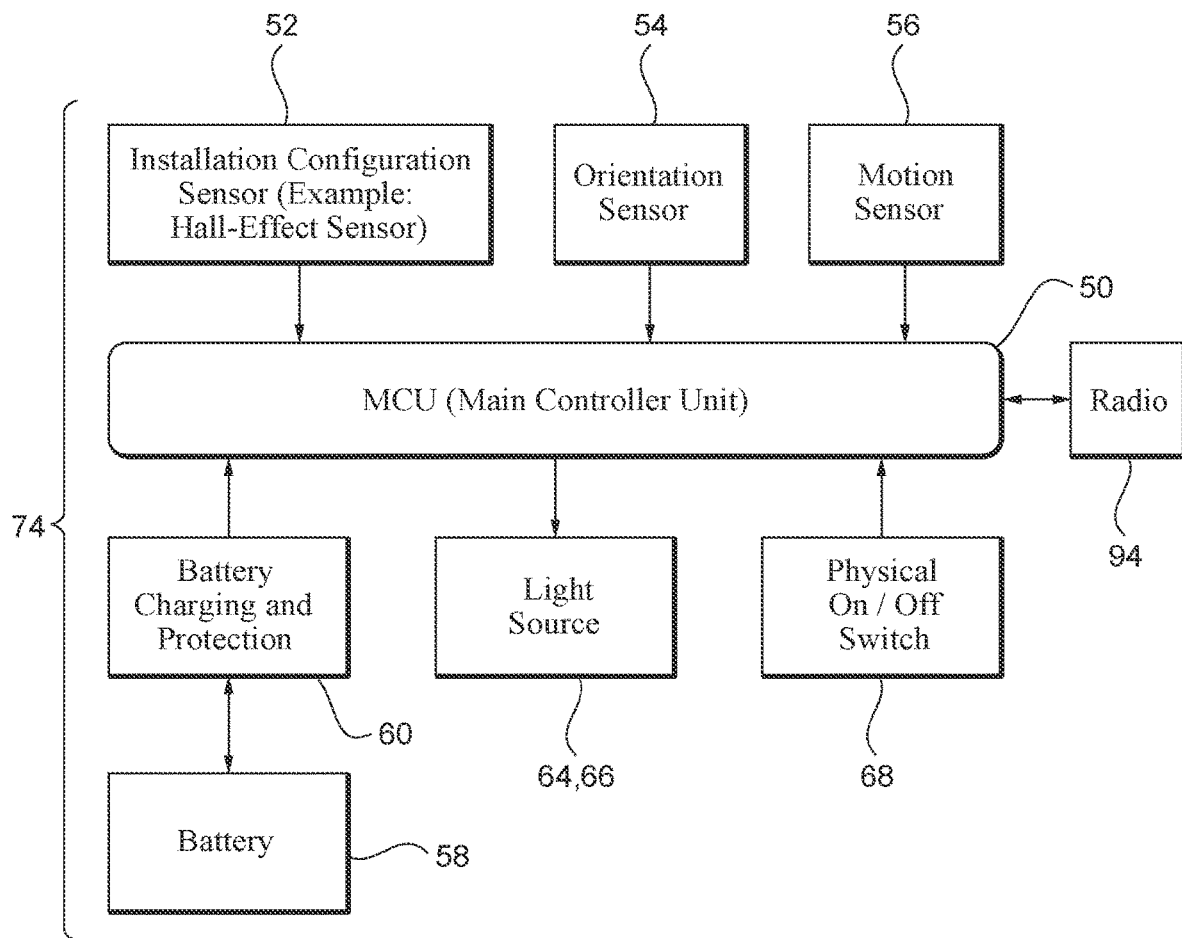 52
54
56
Installation Configuration
Sensor (Example:
Hall-Effect Sensor)
Orientation
Sensor
Motion
Sensor
50
MCU (Main Controller Unit)
Radio
94
74
Battery
Charging and
Protection
60
Light
Source
64,66
Physical
On / Off
Switch
68
Battery
58